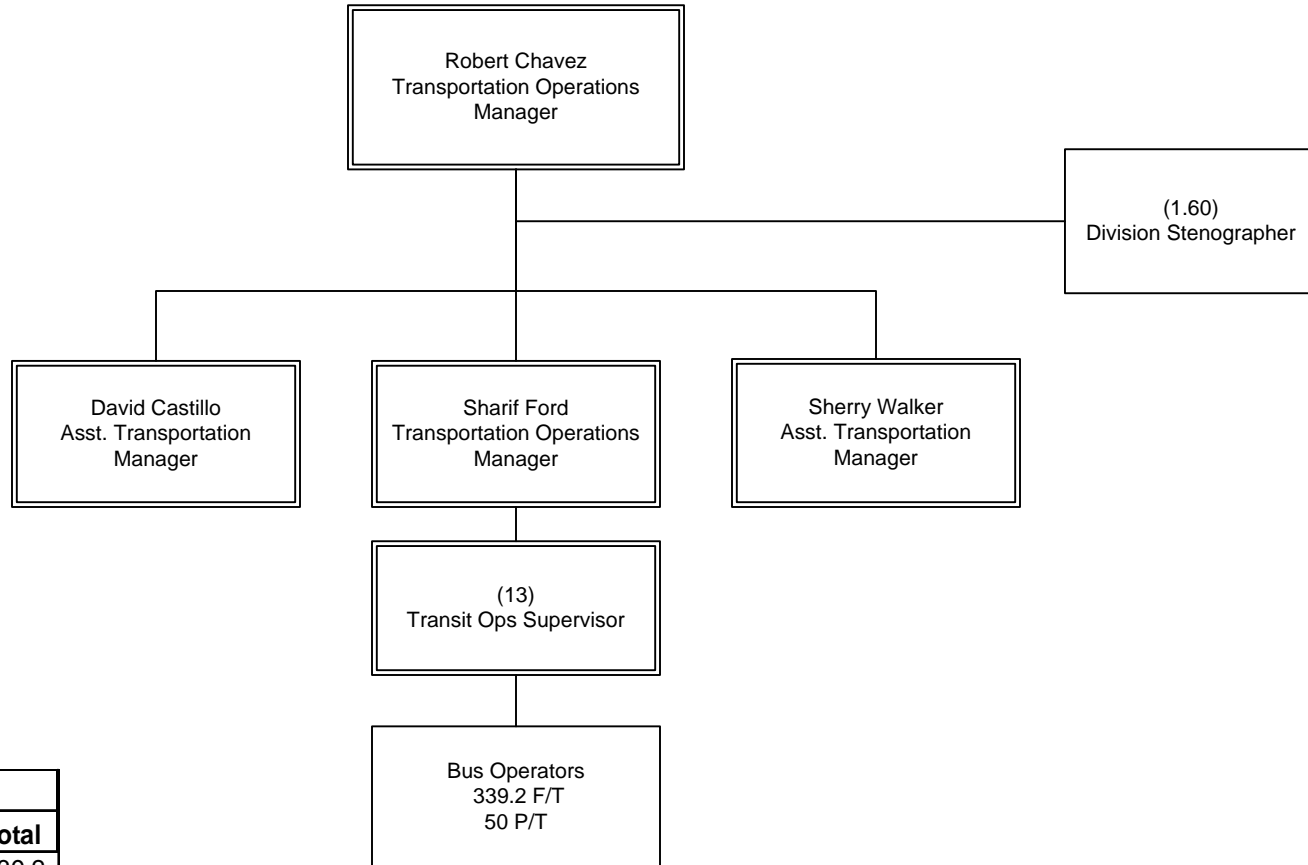 Robert Chavez
Transportation Operations
Manager
(1.60)
Division Stenographer
David Castillo
Asst. Transportation
Manager
Sharif Ford
Transportation Operations
Manager
Sherry Walker
Asst. Transportation
Manager
(13)
Transit Ops Supervisor
Bus Operators
339.2 F/T
50 P/T